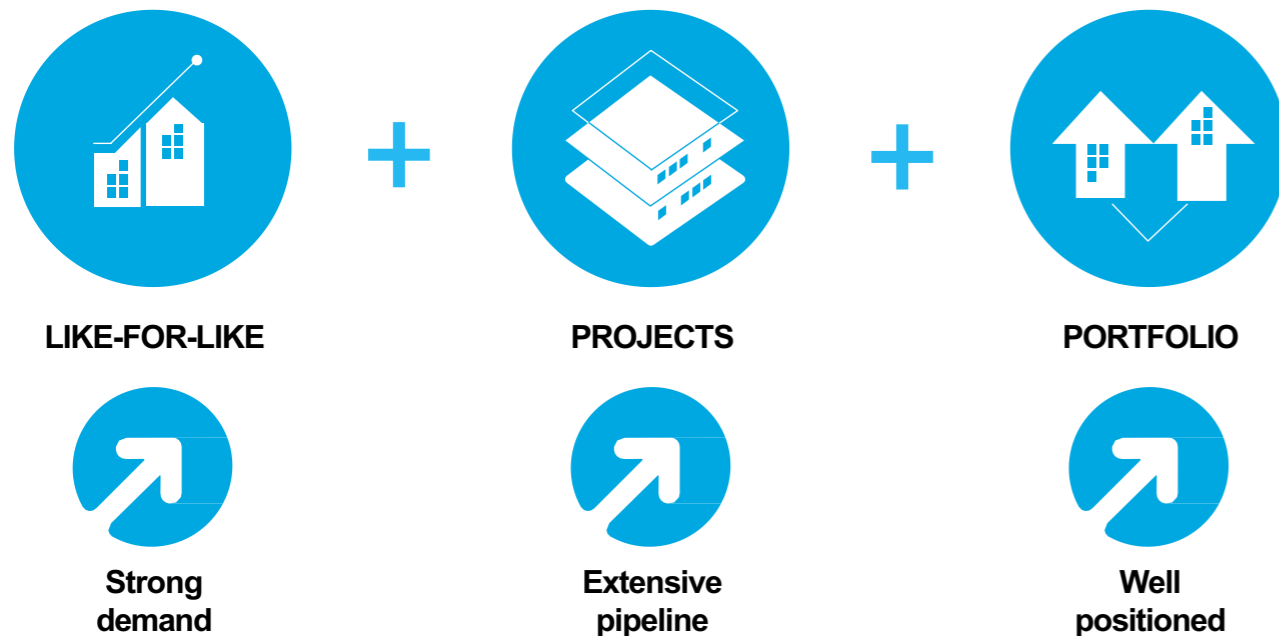 LIKE-FOR-LIKE
PROJECTS
PORTFOLIO
Strong
demand
Extensive
pipeline
Well
positioned